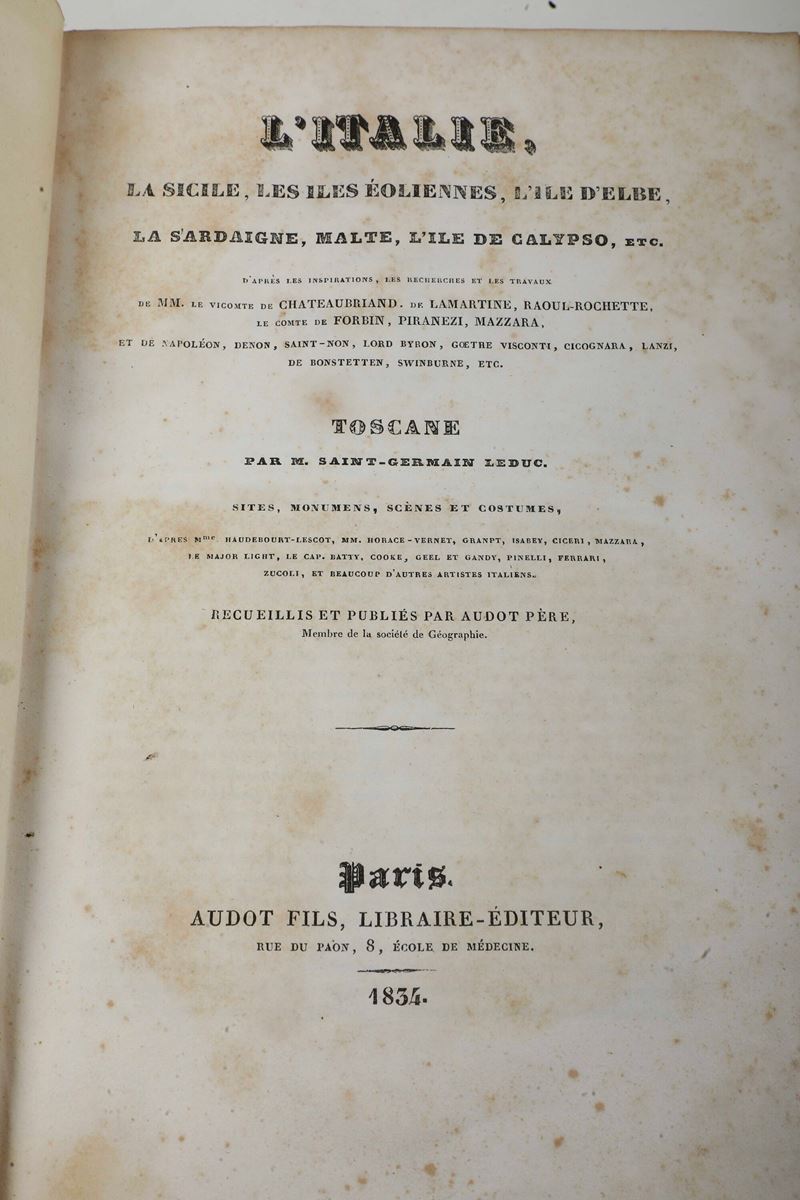 L'ITALIE,
LA SICILE, LES ILES ÉOLIENNES, L'ILE D'ELBE,
LA SARDAIGNE, MALTE, L'ILE DE CALYPSO, ETC.
D'APRÈS LES INSPIRATIONS, LES RECHERCHES ET LES TRAVAUX
DE MM. LE VICOMTE DE CHATEAUBRIAND. DE LAMARTINE, RAOUL-ROCHETTE,
LE COMTE DE FORBIN, PIRANEZI, MAZZARA,
ET DE NAPOLÉON, DENON, SAINT-NON, LORD BYRON, GŒTRE VISCONTI, CICOGNARA, LANZI,
DE BONSTETTEN, SWINBURNE, ETC.
TOSCANE
PAR M. SAINT-GERMAIN LEDUC.
SITES, MONUMENS, SCÈNES ET COSTUMES,
D'APRES Mme HAUDEBOURT-LESCOT, MM. HORACE-VERNET, GRANPT, ISABEY, CICERI, MAZZARA,
LE MAJOR LIGHT, LE CAP. BATTY, COOKE, GEEL ET GANDY, PINELLI, FERRARI,
ZUCOLI, ET BEAUCOUP D'AUTRES ARTISTES ITALIENS.
RECUEILLIS ET PUBLIÉS PAR AUDOT PÈRE,
Membre de la société de Géographie.
Paris.
AUDOT FILS, LIBRAIRE-ÉDITEUR,
RUE DU PAON, 8, ÉCOLE DE MÉDECINE.
1834.